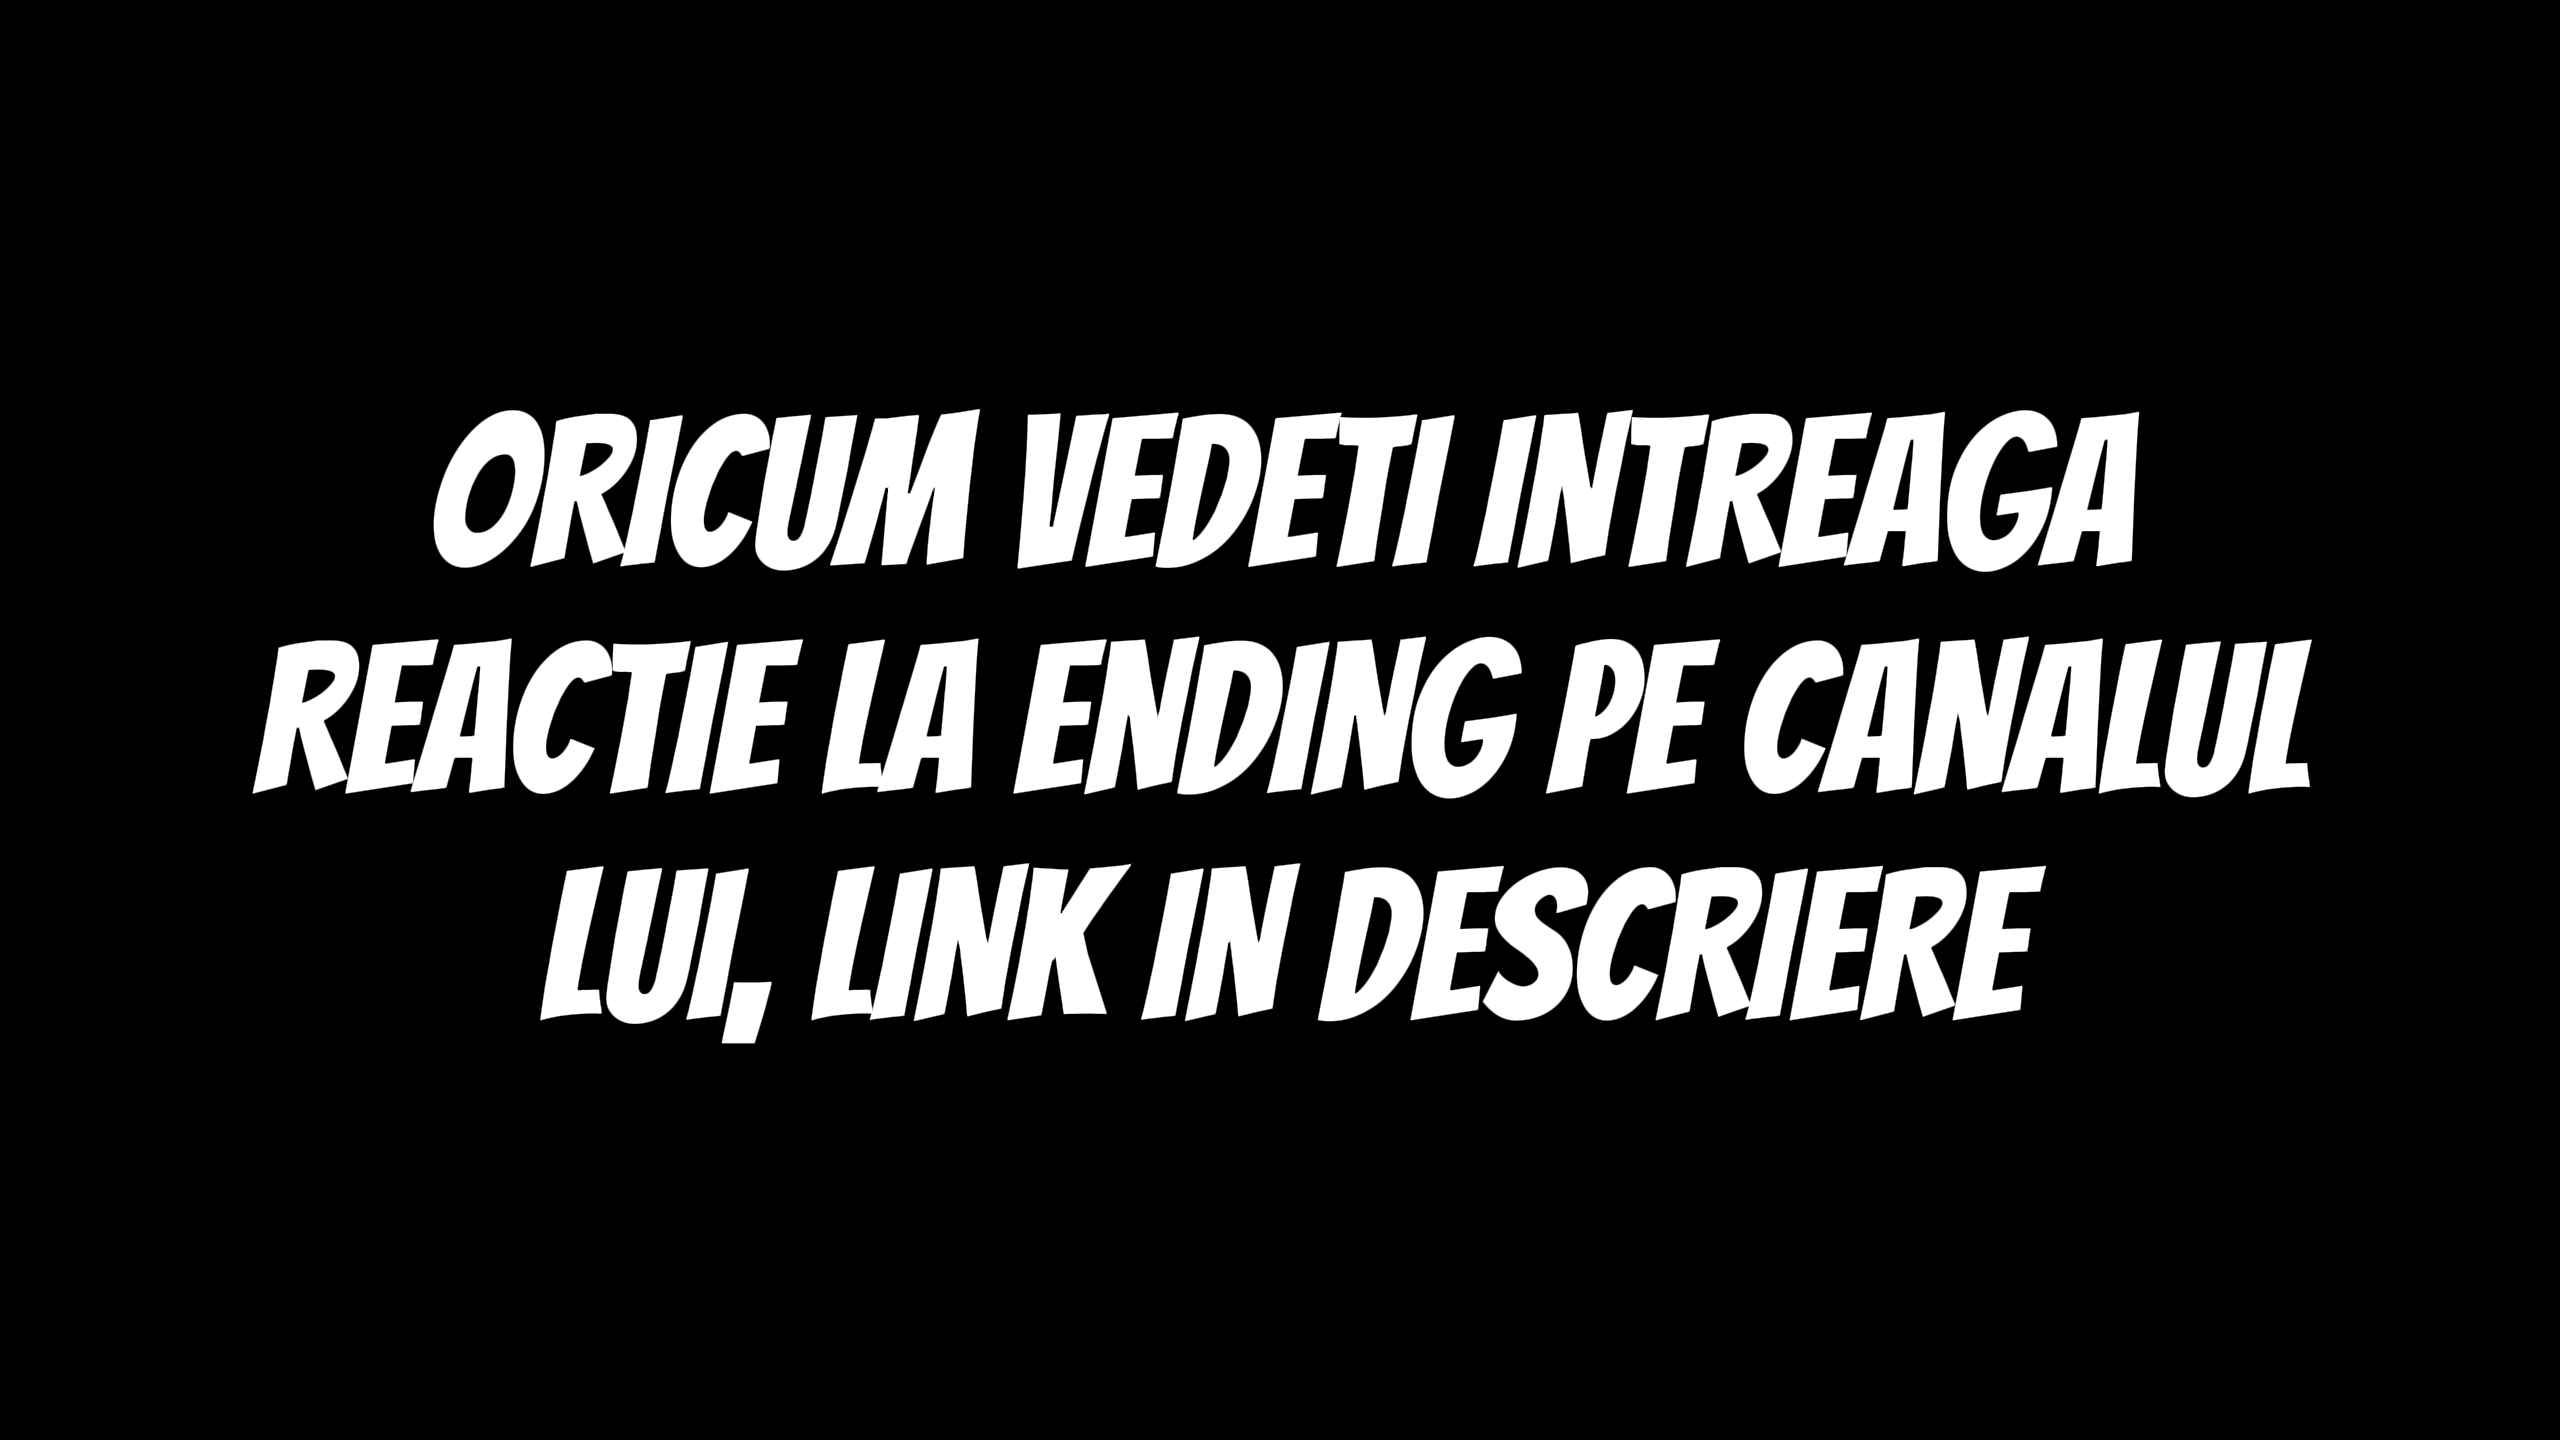 ORICUM VEDETI INTREAGA
REACTIE LA ENDING PE CANALUL
LUI, LINK IN DESCRIERE